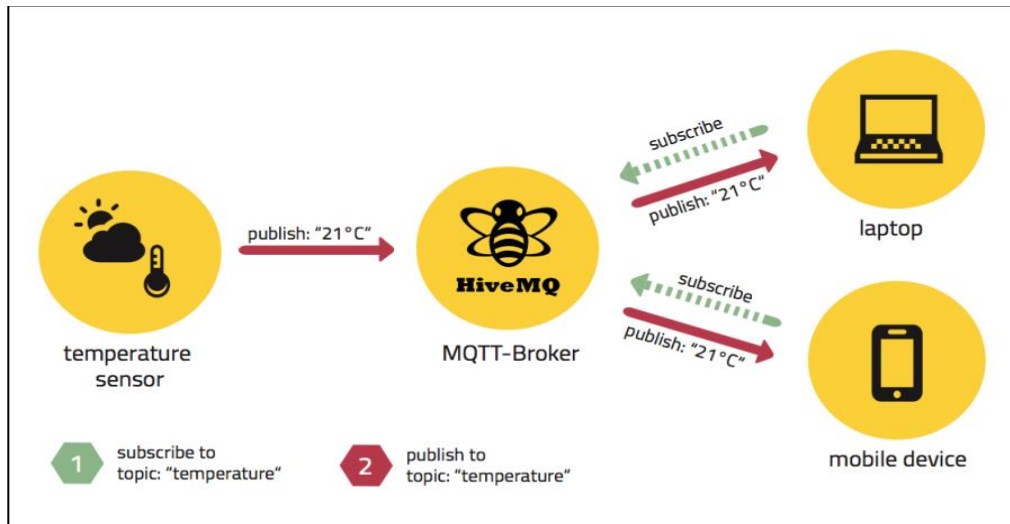 subscribe
publish: "21°C"
laptop
publish: "21°C"
HiveMQ
subscribe
publish: "21°C"
temperature
sensor
MQTT-Broker
mobile device
1
subscribe to
topic: "temperature"
2
publish to
topic: "temperature"